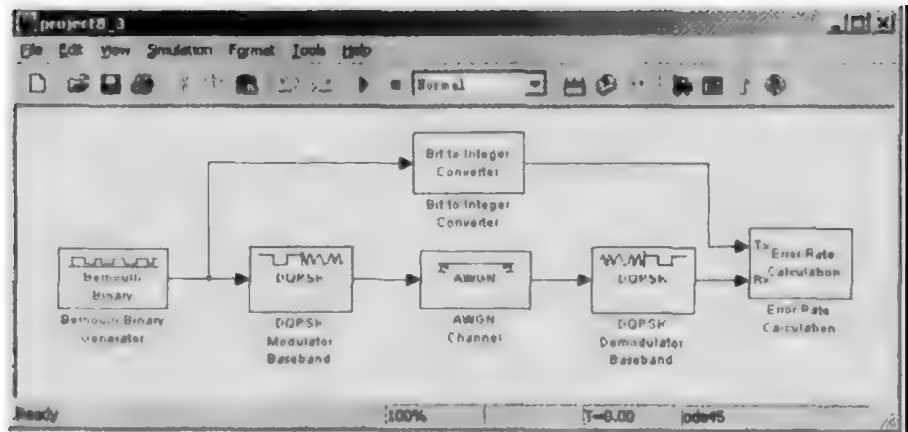 project8_3
File Edit View Simulation Format Tools Help
Normal
Bit to Integer
Converter
Bit to Integer
Converter
Bernoulli
Binary
Bernoulli Binary
Generator
DQPSK
DQPSK
Modulator
Baseband
AWGN
AWGN
Channel
DQPSK
DQPSK
Demodulator
Baseband
Tx
Rx
Error Rate
Calculation
Error Rate
Calculation
Ready 100% T=0.00 ode45